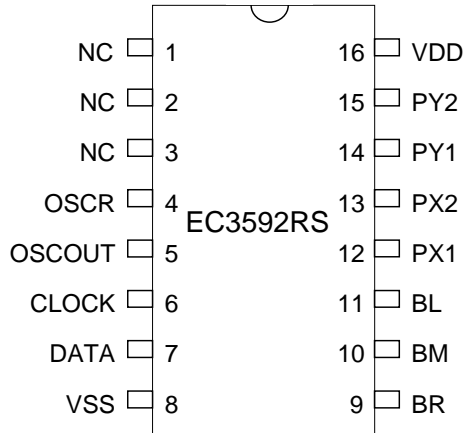 NC 1 16 VDD
NC 2 15 PY2
NC 3 14 PY1
OSCR 4 13 PX2
EC3592RS
OSCOUT 5 12 PX1
CLOCK 6 11 BL
DATA 7 10 BM
VSS 8 9 BR